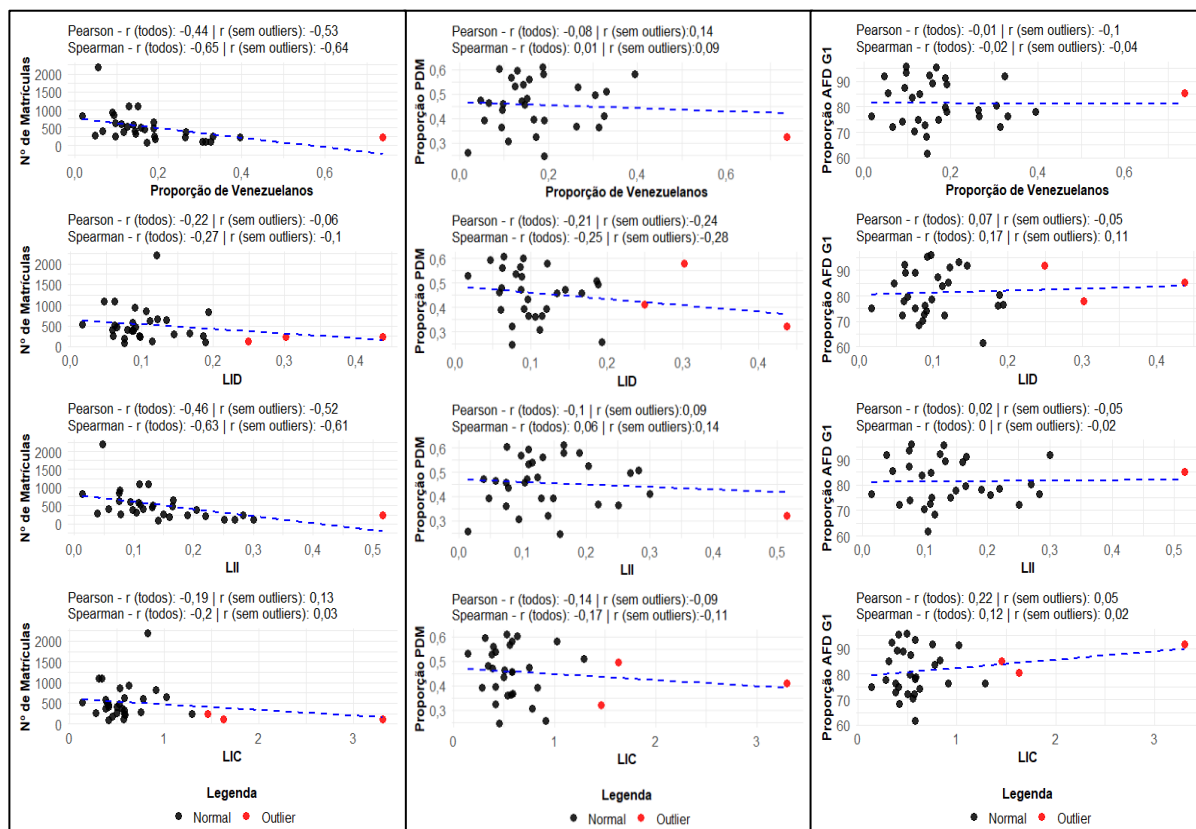 Pearson - r (todos): -0,44 | r (sem outliers): -0,53
Spearman - r (todos): -0,65 | r (sem outliers): -0,64
Nº de Matrículas
2000
1500
1000
500
0
0,0 0,2 0,4 0,6
Proporção de Venezuelanos
Pearson - r (todos): -0,22 | r (sem outliers): -0,06
Spearman - r (todos): -0,27 | r (sem outliers): -0,1
Nº de Matrículas
2000
1500
1000
500
0
0,0 0,1 0,2 0,3 0,4
LID
Pearson - r (todos): -0,46 | r (sem outliers): -0,52
Spearman - r (todos): -0,63 | r (sem outliers): -0,61
Nº de Matrículas
2000
1500
1000
500
0
0,0 0,1 0,2 0,3 0,4 0,5
LII
Pearson - r (todos): -0,19 | r (sem outliers): 0,13
Spearman - r (todos): -0,2 | r (sem outliers): 0,03
Nº de Matrículas
2000
1500
1000
500
0
0 1 2 3
LIC
Legenda
Normal Outlier
Pearson - r (todos): -0,08 | r (sem outliers):0,14
Spearman - r (todos): 0,01 | r (sem outliers):0,09
Proporção PDM
0,6
0,5
0,4
0,3
0,0 0,2 0,4 0,6
Proporção de Venezuelanos
Pearson - r (todos): -0,21 | r (sem outliers):-0,24
Spearman - r (todos): -0,25 | r (sem outliers):-0,28
Proporção PDM
0,6
0,5
0,4
0,3
0,0 0,1 0,2 0,3 0,4
LID
Pearson - r (todos): -0,1 | r (sem outliers):0,09
Spearman - r (todos): 0,06 | r (sem outliers):0,14
Proporção PDM
0,6
0,5
0,4
0,3
0,0 0,1 0,2 0,3 0,4 0,5
LII
Pearson - r (todos): -0,14 | r (sem outliers):-0,09
Spearman - r (todos): -0,17 | r (sem outliers):-0,11
Proporção PDM
0,6
0,5
0,4
0,3
0 1 2 3
LIC
Legenda
Normal Outlier
Pearson - r (todos): -0,01 | r (sem outliers):-0,1
Spearman - r (todos): -0,02 | r (sem outliers):-0,04
Proporção AFD G1
90
80
70
60
0,0 0,2 0,4 0,6
Proporção de Venezuelanos
Pearson - r (todos): 0,07 | r (sem outliers): -0,05
Spearman - r (todos): 0,17 | r (sem outliers): 0,11
Proporção AFD G1
90
80
70
60
0,0 0,1 0,2 0,3 0,4
LID
Pearson - r (todos): 0,02 | r (sem outliers): -0,05
Spearman - r (todos): 0 | r (sem outliers): -0,02
Proporção AFD G1
90
80
70
60
0,0 0,1 0,2 0,3 0,4 0,5
LII
Pearson - r (todos): 0,22 | r (sem outliers): 0,05
Spearman - r (todos): 0,12 | r (sem outliers): 0,02
Proporção AFD G1
90
80
70
60
0 1 2 3
LIC
Legenda
Normal Outlier